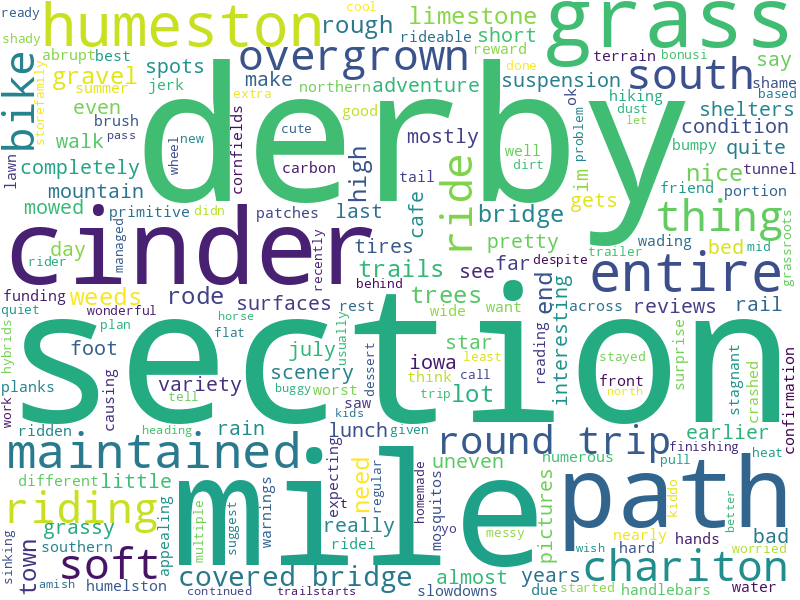 ready
shady
humeston
cool
rough
rideable
limestone
short
grass
abrupt
best
spots
gravel
summer
jerk
storefamily
bike
overgrown
make
northern
adventure
reward
done
suspension
ok
terrain
bonusi
south
say
shame
based
hiking
dust
let
shelters
extra
even
brush
pass
walk
lawn
completely
mountain
mowed
primitive
didn
wheel
new
cornfields
derby
good
cute
carbon
high
mostly
tail
well
dirt
im
problem
condition
quite
bumpy
nice
tunnel
friend
portion
gets
patches
last
cafe
ride
bridge
thing
wading
bed
mid
grassroots
trailer
day
rider
managed
cinder
recently
tires
trails
behind
pretty
see
far
despite
end
entire
across
reviews
rail
funding
weeds
wonderful
rode
surfaces
rest
trees
wide
want
reading
interesting
quiet
plan
horse
flat
hybrids
foot
july
usually
scenery
star
iowa
least
think
call
trip
lot
stayed
front
north
surprise
crashed
stagnant
confirmation
section
planks
causing
variety
tell
buggy
worst
saw
dessert
kids
work
ridden
heading
rain
lunch
given
round trip
earlier
finishing
maintained
expecting
need
regular
homemade
mosquitos
uneven
numerous
pull
heat
different
little
riding
grassy
southern
appealing
multiple
suggest
warnings
really
ridei
t
yo
messy
pictures
mile
path
nearly
hard
kiddo
hands
better
bad
worried
wish
sinking
town
soft
amish
humelston
covered bridge
continued
trailstarts
almost
slowdowns
years
due
handlebars
chariton
water